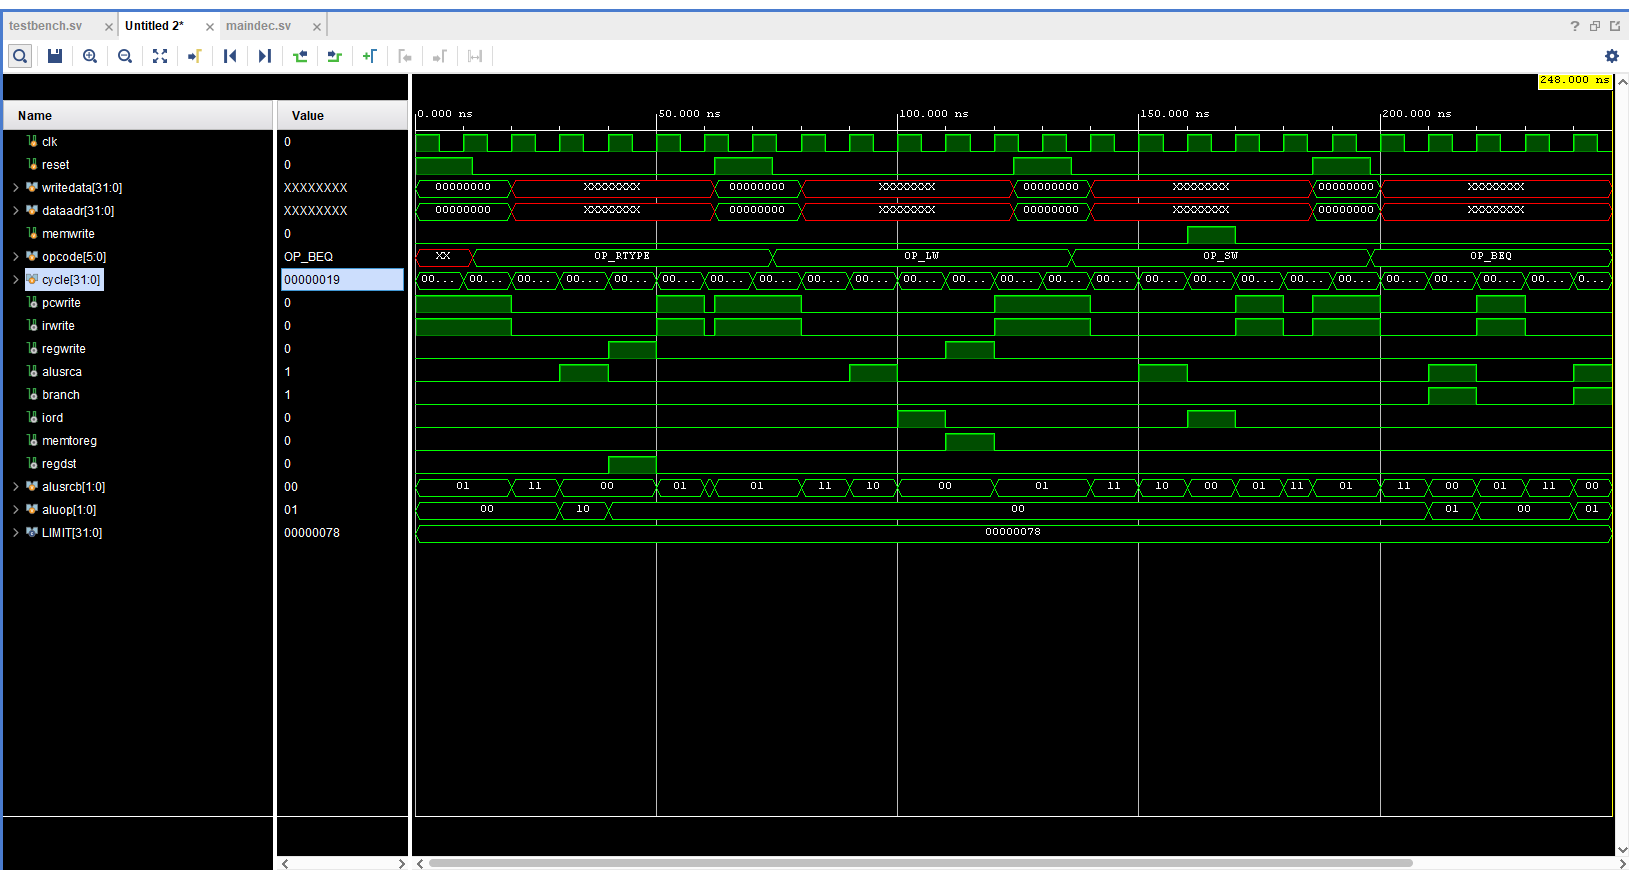 testbench.sv × Untitled 2* × maindec.sv × ?
248.000 ns
Name Value 0.000 ns 50.000 ns 100.000 ns 150.000 ns 200.000 ns
clk 0
reset 0
writedata[31:0] XXXXXXXX 00000000 XXXXXXXX 00000000 XXXXXXXX 00000000 XXXXXXXX 00000000 XXXXXXXX
dataadr[31:0] XXXXXXXX 00000000 XXXXXXXX 00000000 XXXXXXXX 00000000 XXXXXXXX 00000000 XXXXXXXX
memwrite 0
opcode[5:0] OP_BEQ XX OP_RTYPE OP_LW OP_SW OP_BEQ
cycle[31:0] 00000019 00... 00... 00... 00... 00... 00... 00... 00... 00... 00... 00... 00... 00... 00... 00... 00... 00... 00... 00... 00... 00... 00... 00... 00... 0...
pcwrite 0
irwrite 0
regwrite 0
alusrca 1
branch 1
iord 0
memtoreg 0
regdst 0
alusrcb[1:0] 00 01 11 00 01 01 11 10 00 01 11 10 00 01 11 01 11 00 01 11 00
aluop[1:0] 01 00 10 00 01 00 01
LIMIT[31:0] 00000078 00000078